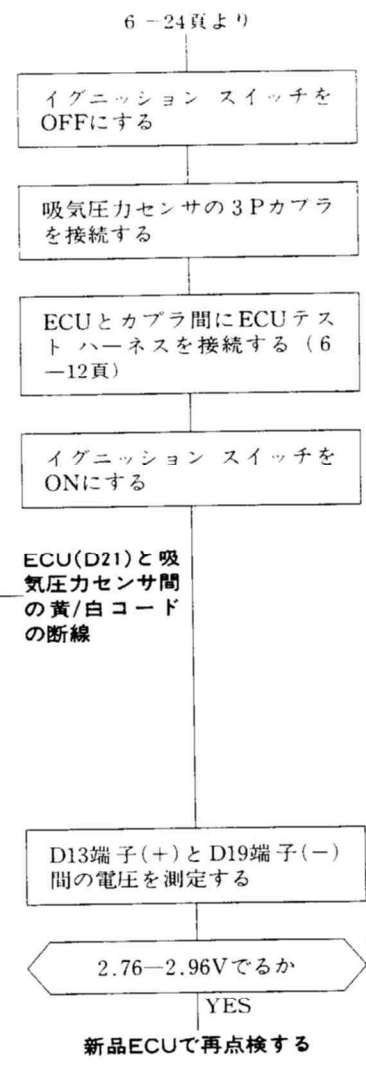 6－24頁より
イグニッション スイッチを
OFFにする
吸気圧力センサの3Pカプラ
を接続する
ECUとカプラ間にECUテス
ト ハーネスを接続する（6
―12頁）
イグニッション スイッチを
ONにする
ECU(D21)と吸
気圧力センサ間
の黄/白コード
の断線
D13端子(+)とD19端子(−)
間の電圧を測定する
2.76―2.96Vでるか
YES
新品ECUで再点検する